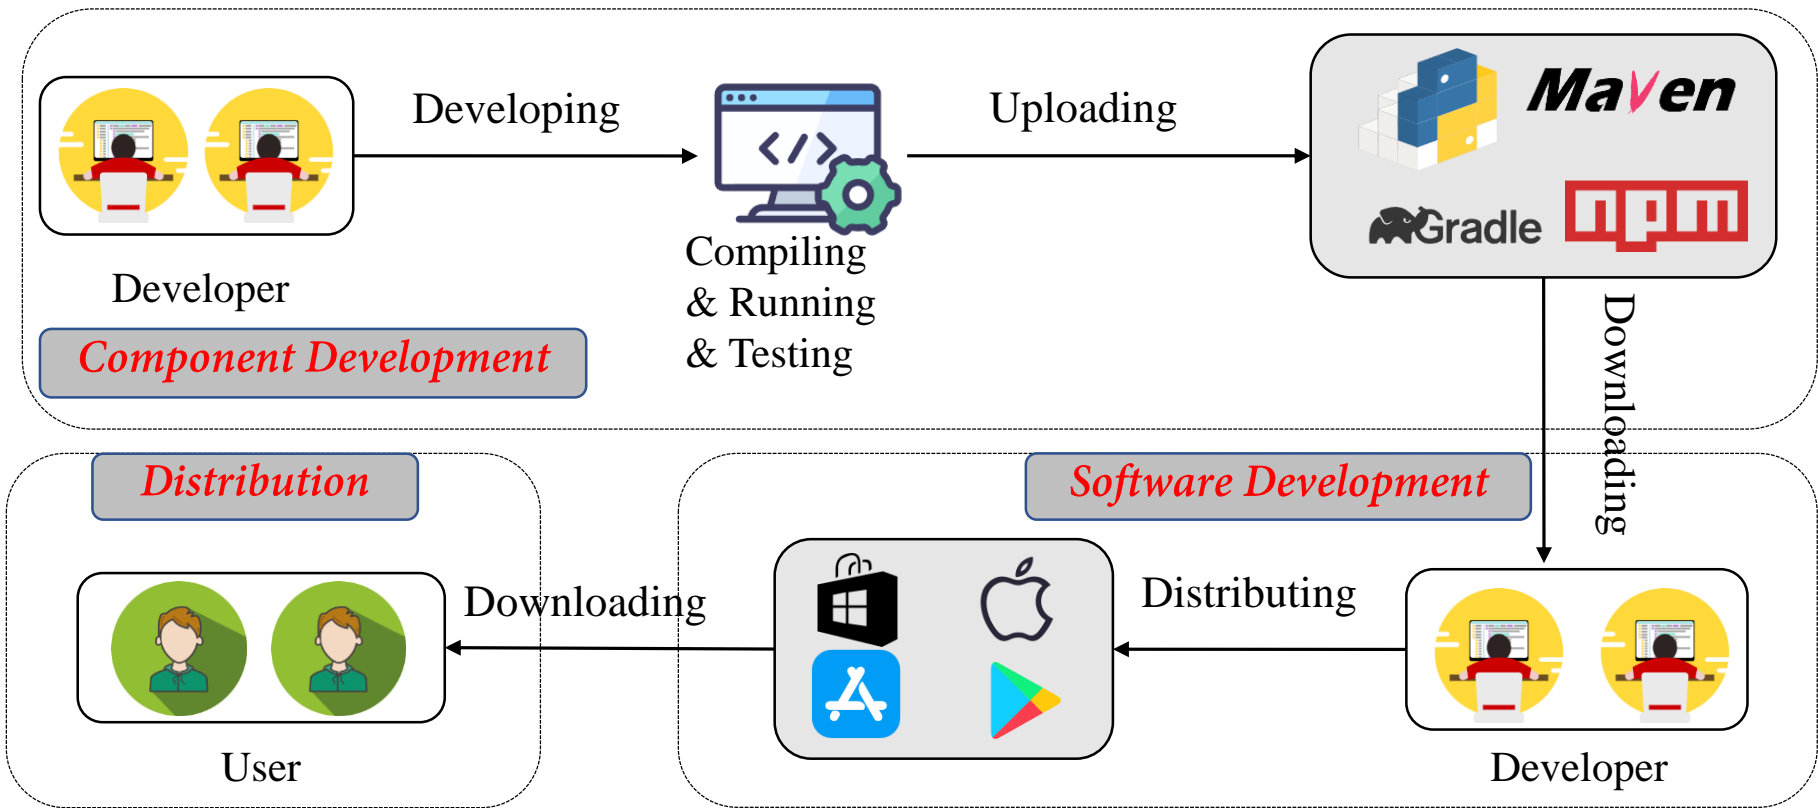 Developing
Uploading
Maven
Gradle
npm
</>
Compiling
& Running
& Testing
Developer
Component Development
Downloading
Distribution
Software Development
Downloading
Distributing
User
Developer